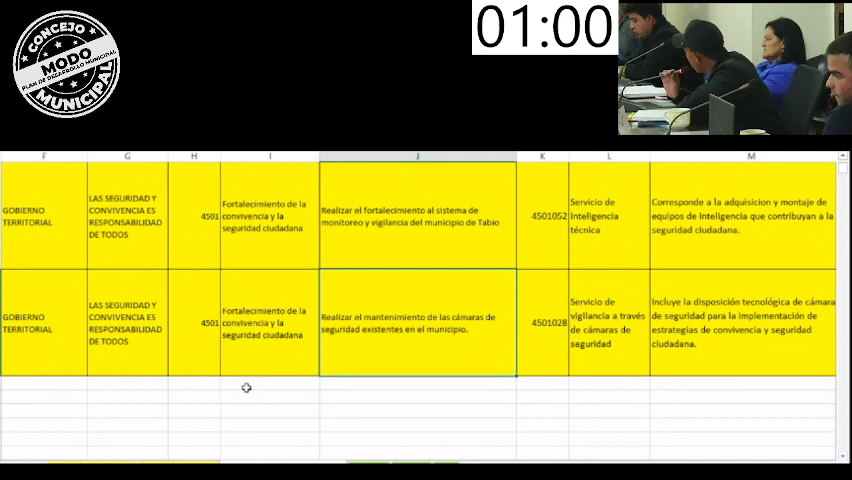 CONCEJO
MODO
PLAN DE DESARROLLO MUNICIPAL
MUNICIPAL
01:00
F G H I J K L M
GOBIERNO
TERRITORIAL
LAS SEGURIDAD Y
CONVIVENCIA ES
RESPONSABILIDAD
DE TODOS
4501
Fortalecimiento de la
convivencia y la
seguridad ciudadana
Realizar el fortalecimiento al sistema de
monitoreo y vigilancia del municipio de Tabio
4501052
Servicio de
inteligencia
técnica
Corresponde a la adquisicion y montaje de
equipos de inteligencia que contribuyan a la
seguridad ciudadana.
GOBIERNO
TERRITORIAL
LAS SEGURIDAD Y
CONVIVENCIA ES
RESPONSABILIDAD
DE TODOS
4501
Fortalecimiento de la
convivencia y la
seguridad ciudadana
Realizar el mantenimiento de las cámaras de
seguridad existentes en el municipio.
4501028
Servicio de
vigilancia a través
de cámaras de
seguridad
Incluye la disposición tecnológica de cámara
de seguridad para la implementación de
estrategias de convivencia y seguridad
ciudadana.